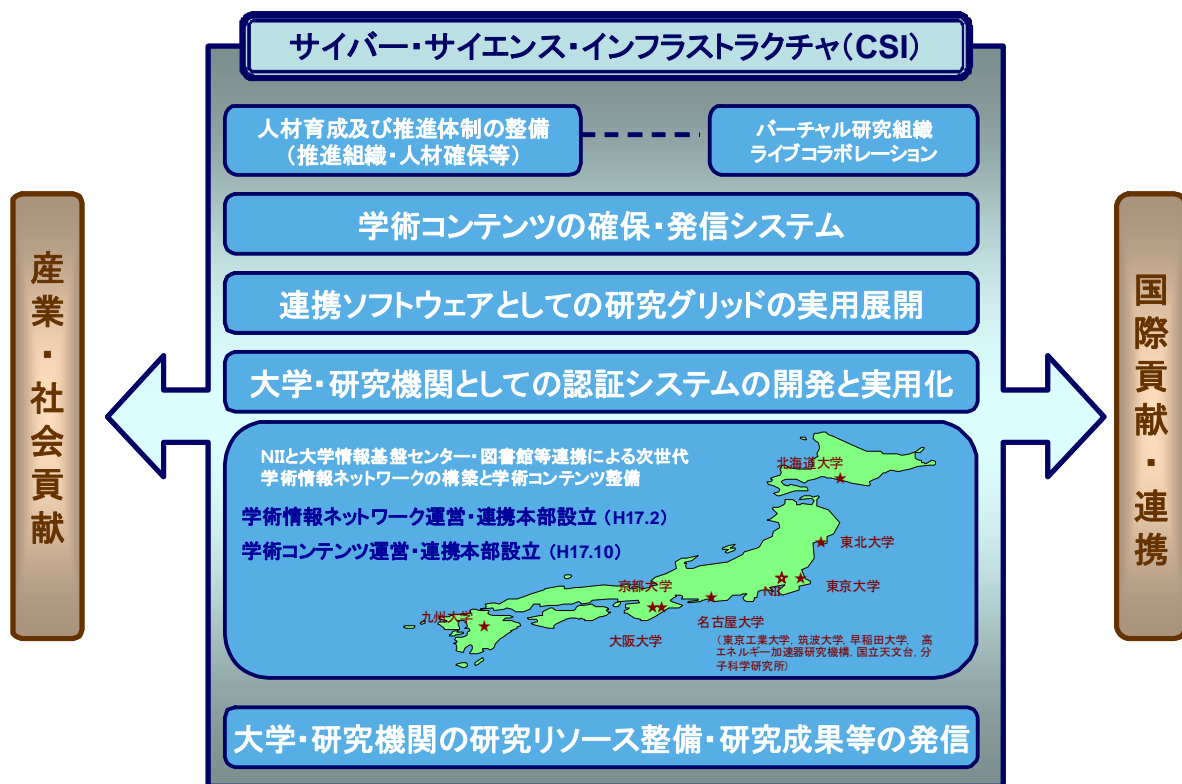 サイバー・サイエンス・インフラストラクチャ(CSI)
人材育成及び推進体制の整備
(推進組織・人材確保等)
バーチャル研究組織
ライブコラボレーション
学術コンテンツの確保・発信システム
連携ソフトウェアとしての研究グリッドの実用展開
大学・研究機関としての認証システムの開発と実用化
産業・社会貢献
国際貢献・連携
NIIと大学情報基盤センター・図書館等連携による次世代
学術情報ネットワークの構築と学術コンテンツ整備
学術情報ネットワーク運営・連携本部設立 (H17.2)
学術コンテンツ運営・連携本部設立 (H17.10)
北海道大学
東北大学
東京大学
NII
京都大学
名古屋大学
大阪大学
九州大学
(東京工業大学, 筑波大学, 早稲田大学, 高
エネルギー加速器研究機構, 国立天文台, 分
子科学研究所)
大学・研究機関の研究リソース整備・研究成果等の発信